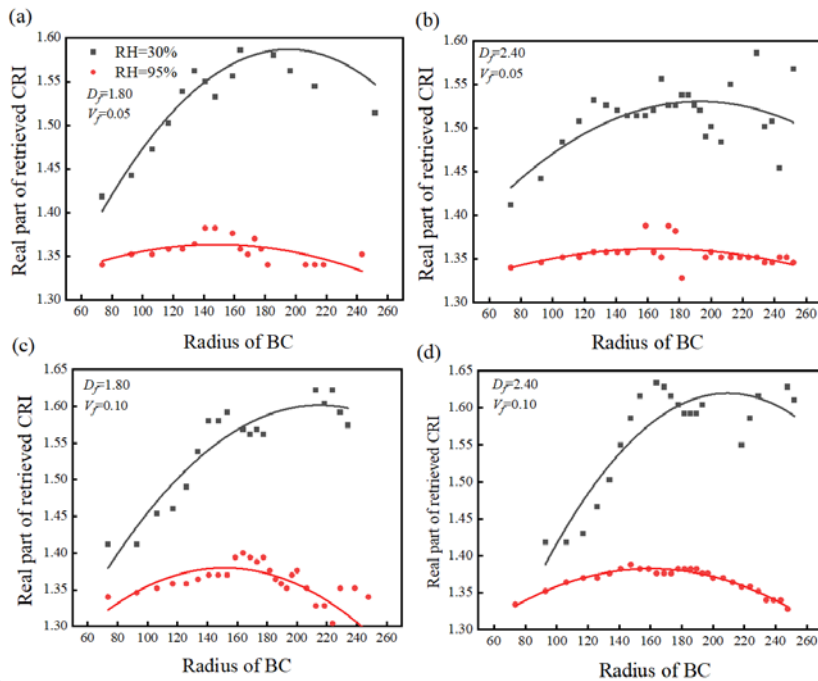 (a)
1.60
1.55
1.50
1.45
1.40
1.35
1.30
RH=30%
RH=95%
Df=1.80
Vf=0.05
60 80 100 120 140 160 180 200 220 240 260
Radius of BC
Real part of retrieved CRI
(b)
1.60
1.55
1.50
1.45
1.40
1.35
1.30
Df=2.40
Vf=0.05
60 80 100 120 140 160 180 200 220 240 260
Radius of BC
Real part of retrieved CRI
(c)
1.65
1.60
1.55
1.50
1.45
1.40
1.35
1.30
Df=1.80
Vf=0.10
60 80 100 120 140 160 180 200 220 240 260
Radius of BC
Real part of retrieved CRI
(d)
1.65
1.60
1.55
1.50
1.45
1.40
1.35
1.30
Df=2.40
Vf=0.10
60 80 100 120 140 160 180 200 220 240 260
Radius of BC
Real part of retrieved CRI